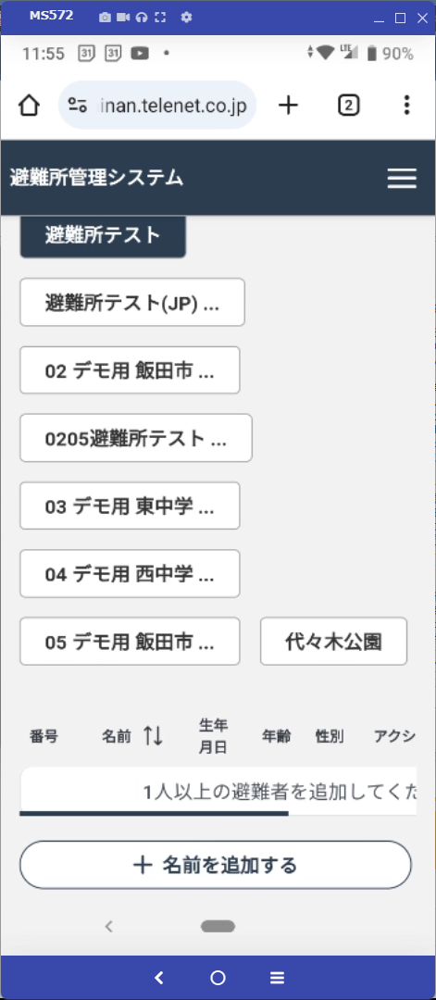 MS572
11:55 31 31 LTE 90%
inan.telenet.co.jp 2
避難所管理システム
避難所テスト
避難所テスト(JP) ...
02 デモ用 飯田市 ...
0205避難所テスト ...
03 デモ用 東中学 ...
04 デモ用 西中学 ...
05 デモ用 飯田市 ... 代々木公園
番号 名前 生年月日 年齢 性別 アクシ
1人以上の避難者を追加してくだ
+ 名前を追加する